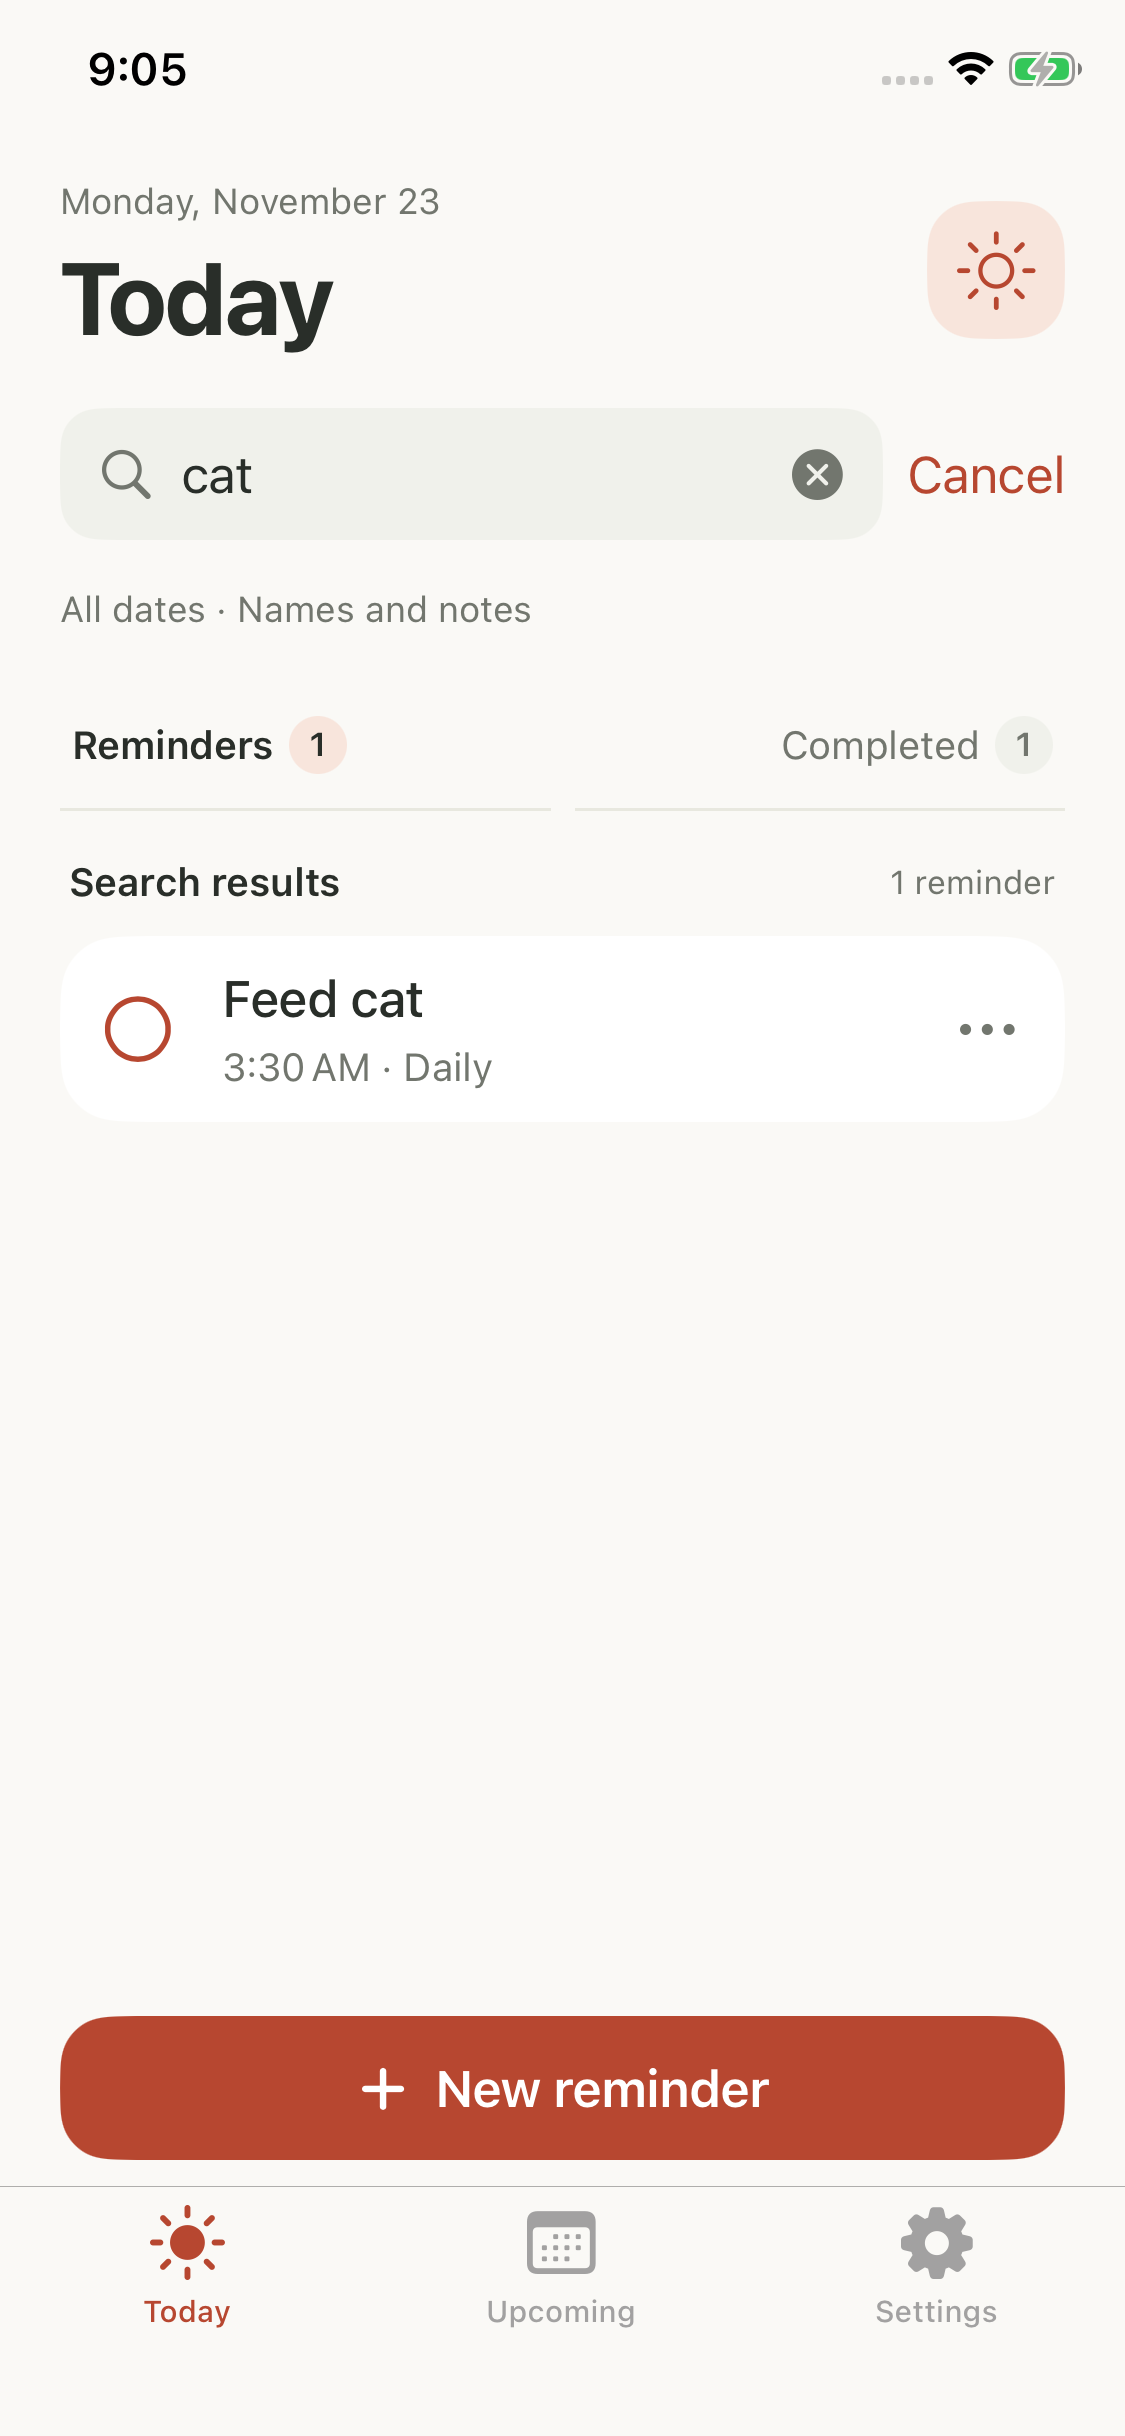 9:05
Monday, November 23
Today
cat
Cancel
All dates · Names and notes
Reminders 1
Completed 1
Search results
1 reminder
Feed cat
3:30 AM · Daily
New reminder
Today
Upcoming
Settings